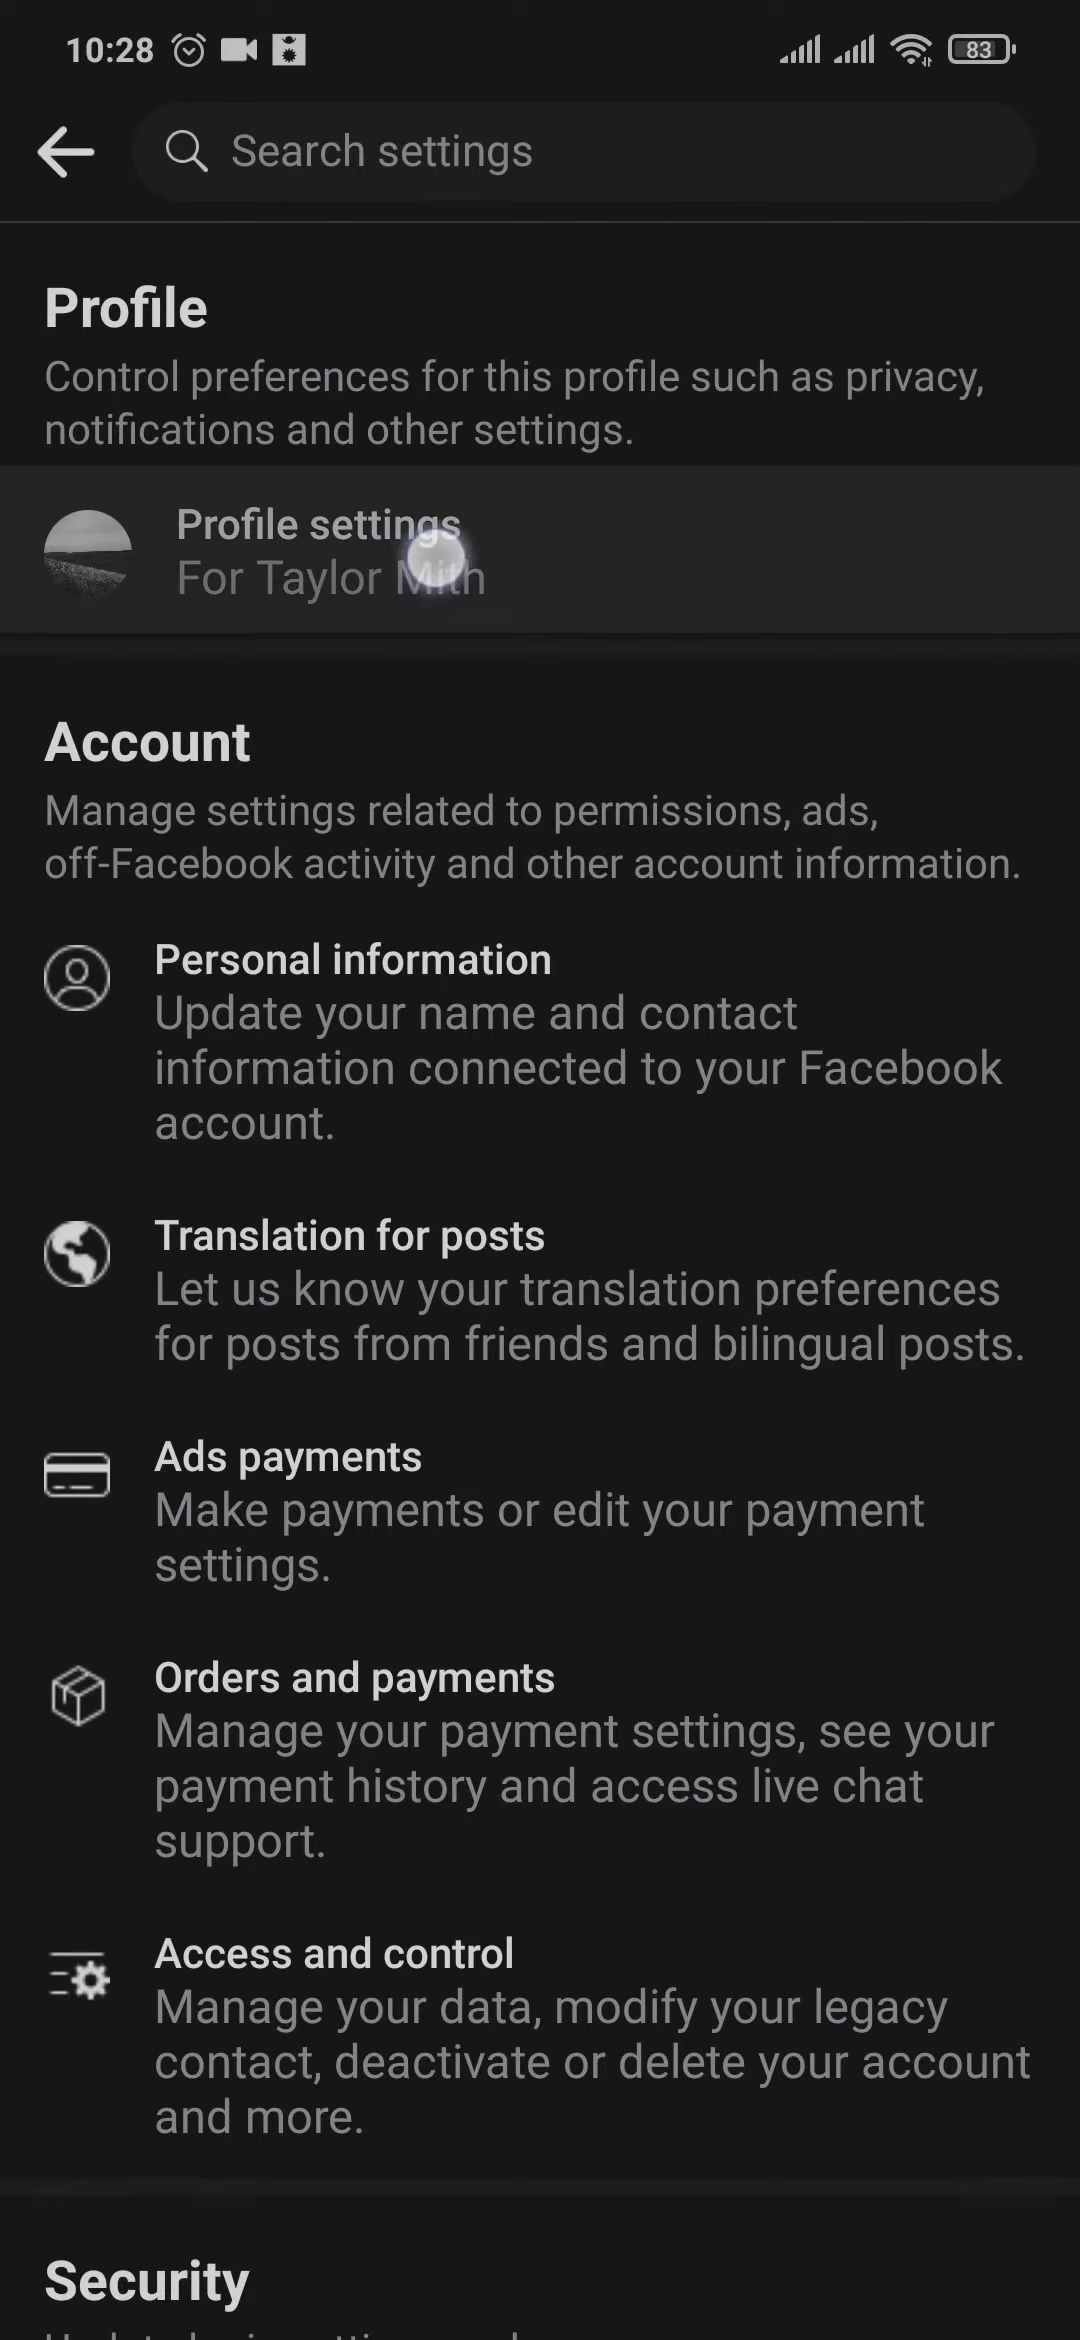 10:28
83
Search settings
Profile
Control preferences for this profile such as privacy,
notifications and other settings.
Profile settings
For Taylor Mith
Account
Manage settings related to permissions, ads,
off-Facebook activity and other account information.
Personal information
Update your name and contact
information connected to your Facebook
account.
Translation for posts
Let us know your translation preferences
for posts from friends and bilingual posts.
Ads payments
Make payments or edit your payment
settings.
Orders and payments
Manage your payment settings, see your
payment history and access live chat
support.
Access and control
Manage your data, modify your legacy
contact, deactivate or delete your account
and more.
Security